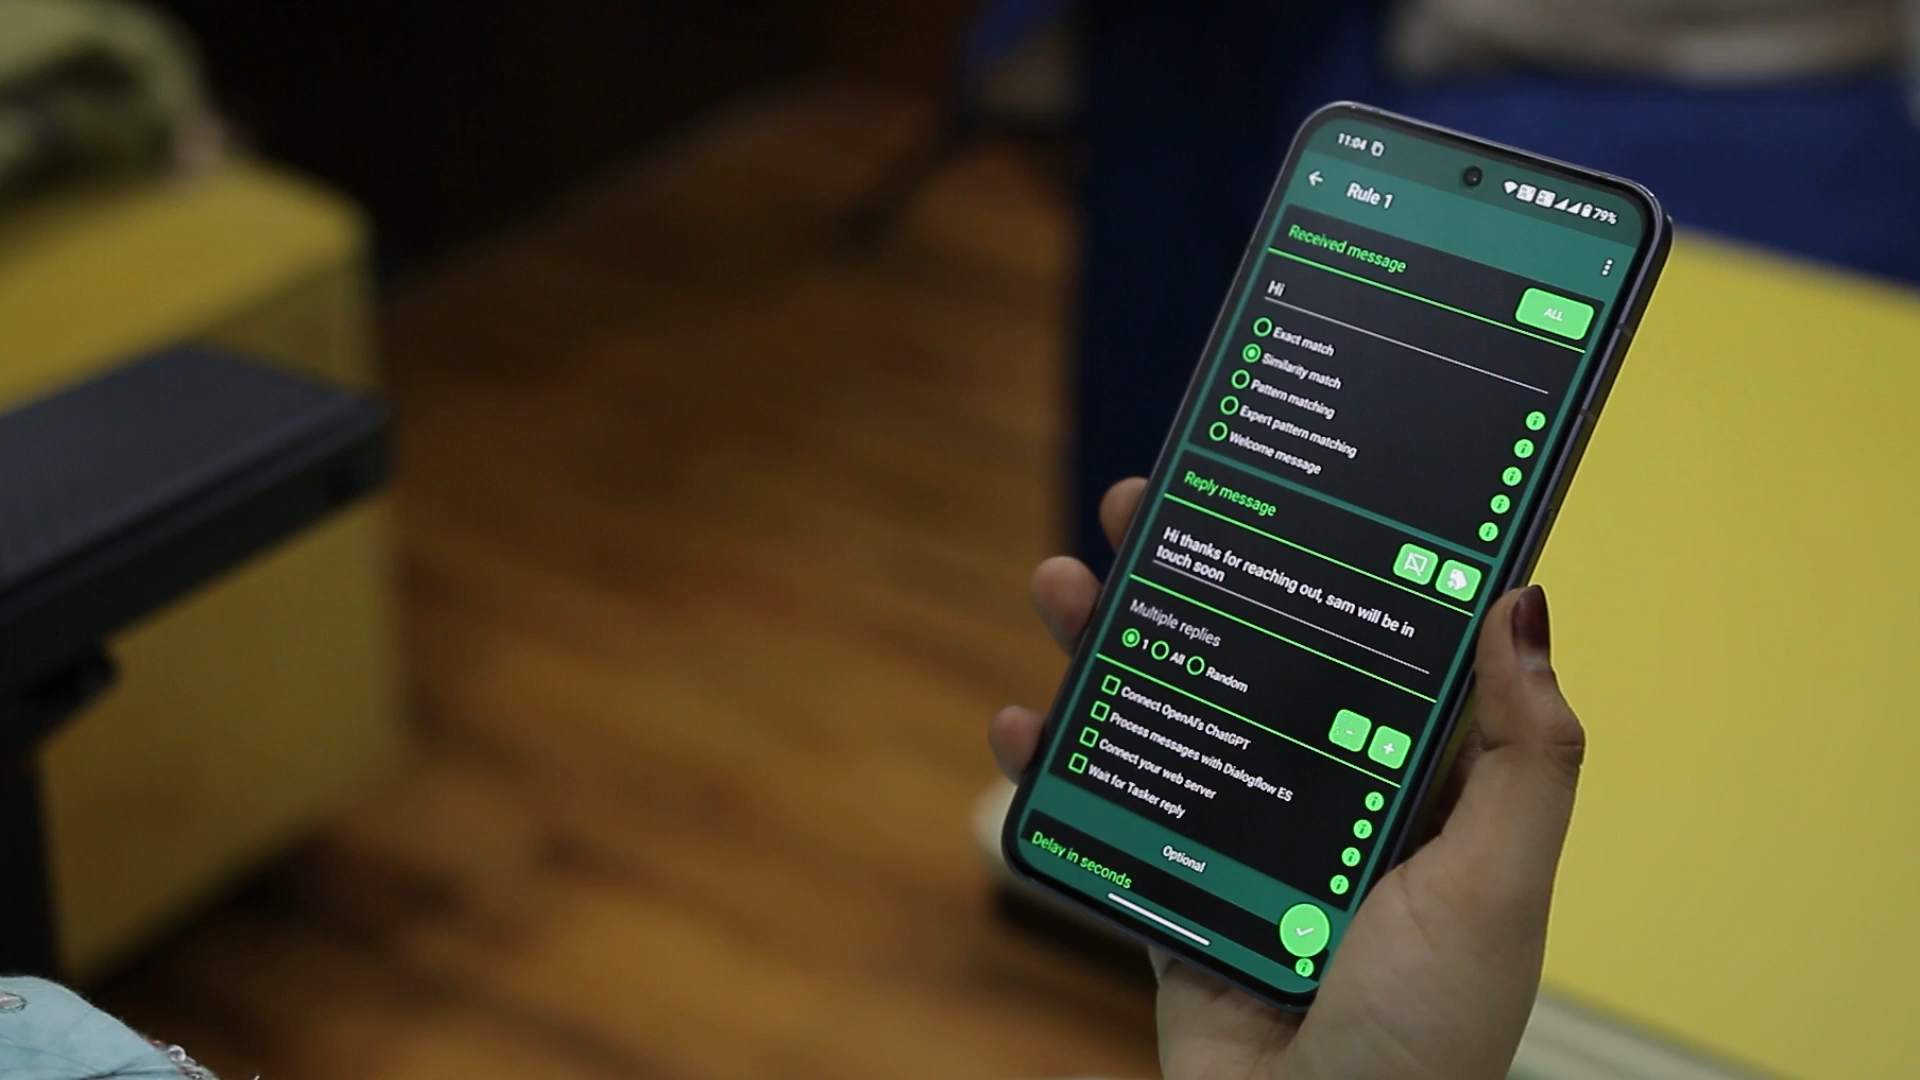 11:04
79%
Rule 1
Received message
ALL
Hi
Exact match
Similarity match
Pattern matching
Expert pattern matching
Welcome message
Reply message
Hi thanks for reaching out, sam will be in
touch soon
Multiple replies
1 All Random
- +
Connect OpenAI's ChatGPT
Process messages with Dialogflow ES
Connect your web server
Wait for Tasker reply
Optional
Delay in seconds